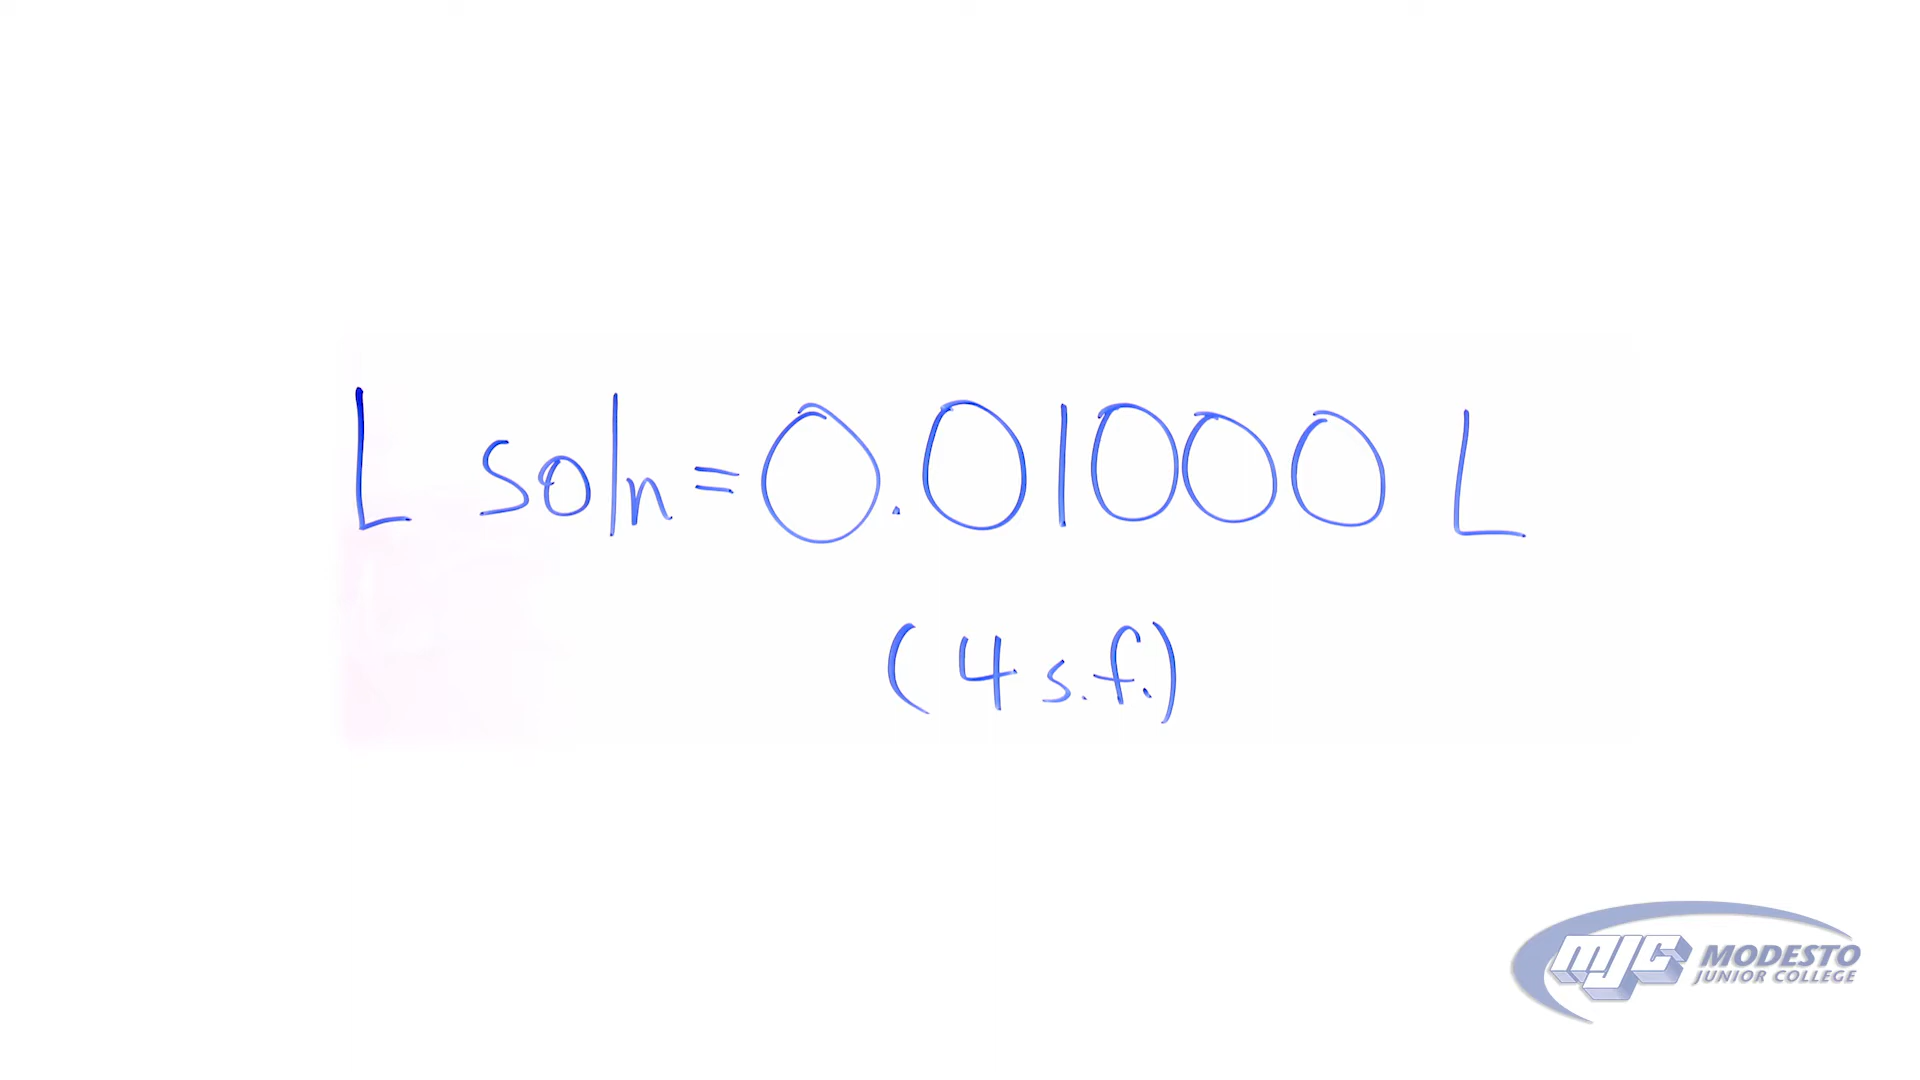 L soln = 0.01000 L
(4 s.f.)
MJC MODESTO
JUNIOR COLLEGE